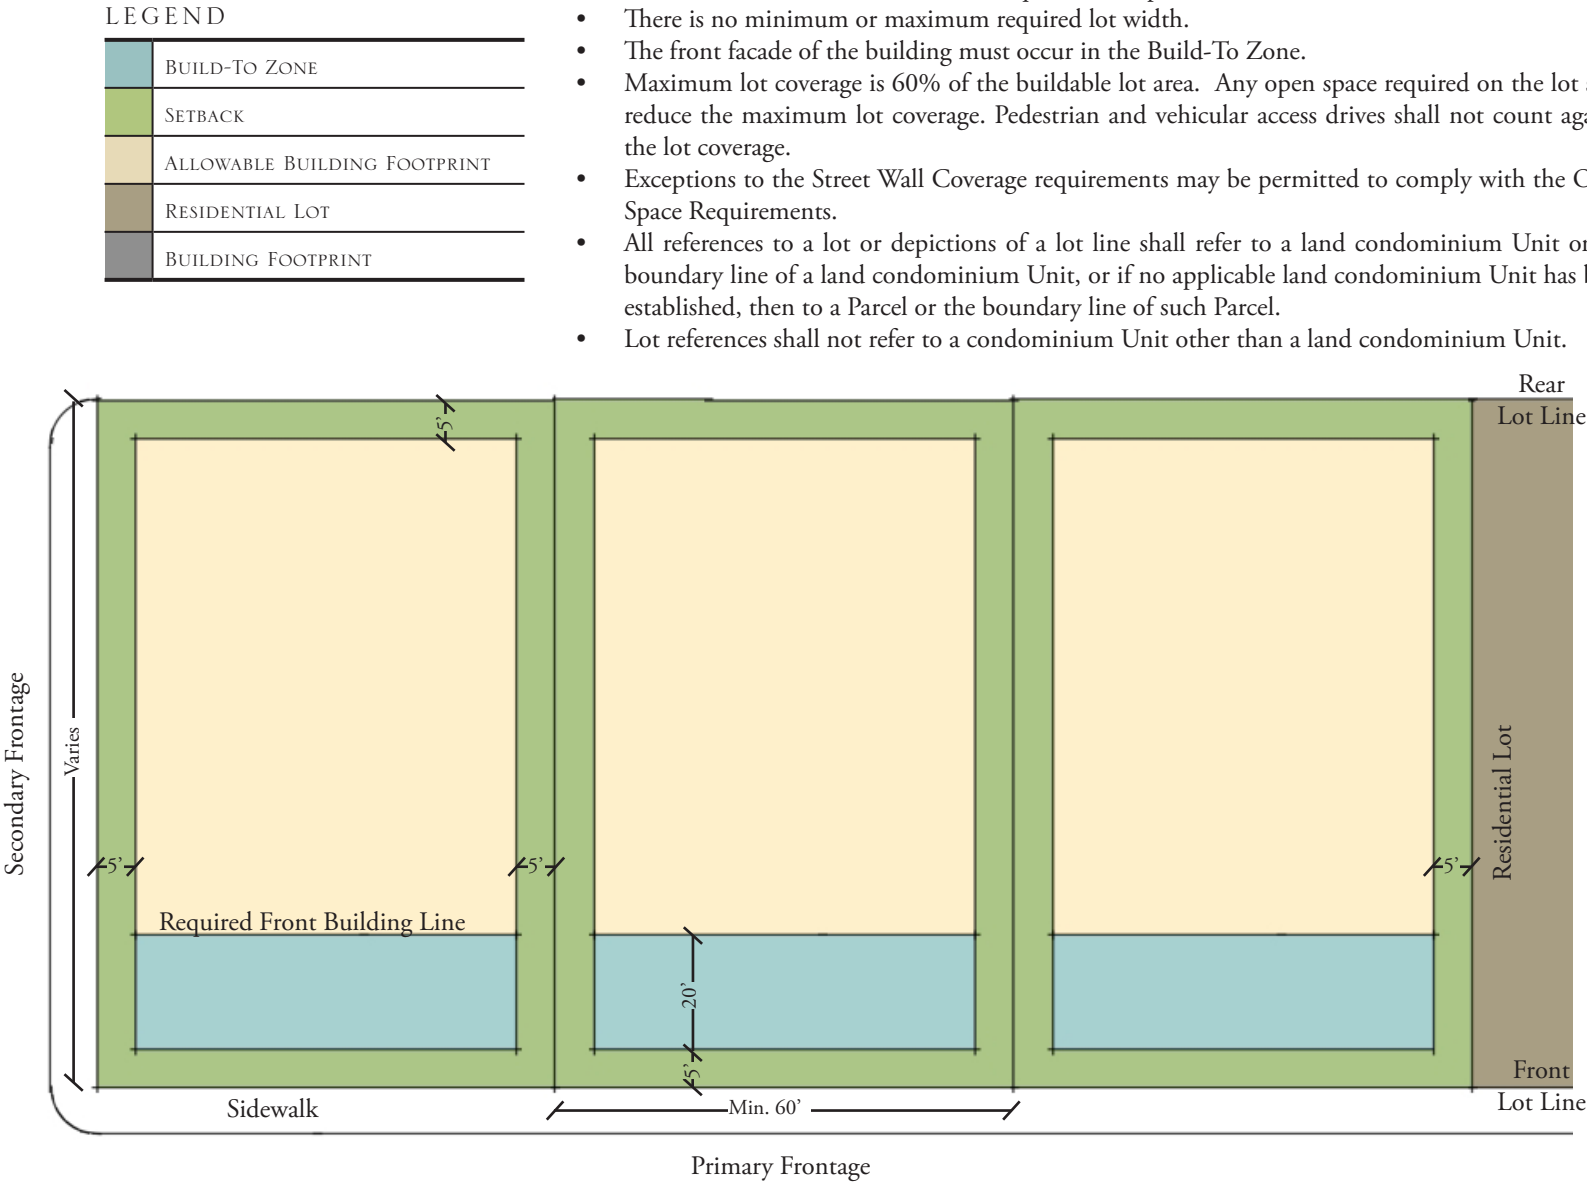 LEGEND
Build-To Zone
Setback
Allowable Building Footprint
Residential Lot
Building Footprint
• There is no minimum or maximum required lot width.
• The front facade of the building must occur in the Build-To Zone.
• Maximum lot coverage is 60% of the buildable lot area. Any open space required on the lot
reduce the maximum lot coverage. Pedestrian and vehicular access drives shall not count
the lot coverage.
• Exceptions to the Street Wall Coverage requirements may be permitted to comply with the
Space Requirements.
• All references to a lot or depictions of a lot line shall refer to a land condominium Unit or
boundary line of a land condominium Unit, or if no applicable land condominium Unit has
established, then to a Parcel or the boundary line of such Parcel.
• Lot references shall not refer to a condominium Unit other than a land condominium Unit.
Rear
Lot Line
5'
Secondary Frontage
Varies
Residential Lot
5'
5'
5'
Required Front Building Line
20'
5'
Front
Lot Line
Sidewalk
Min. 60'
Primary Frontage